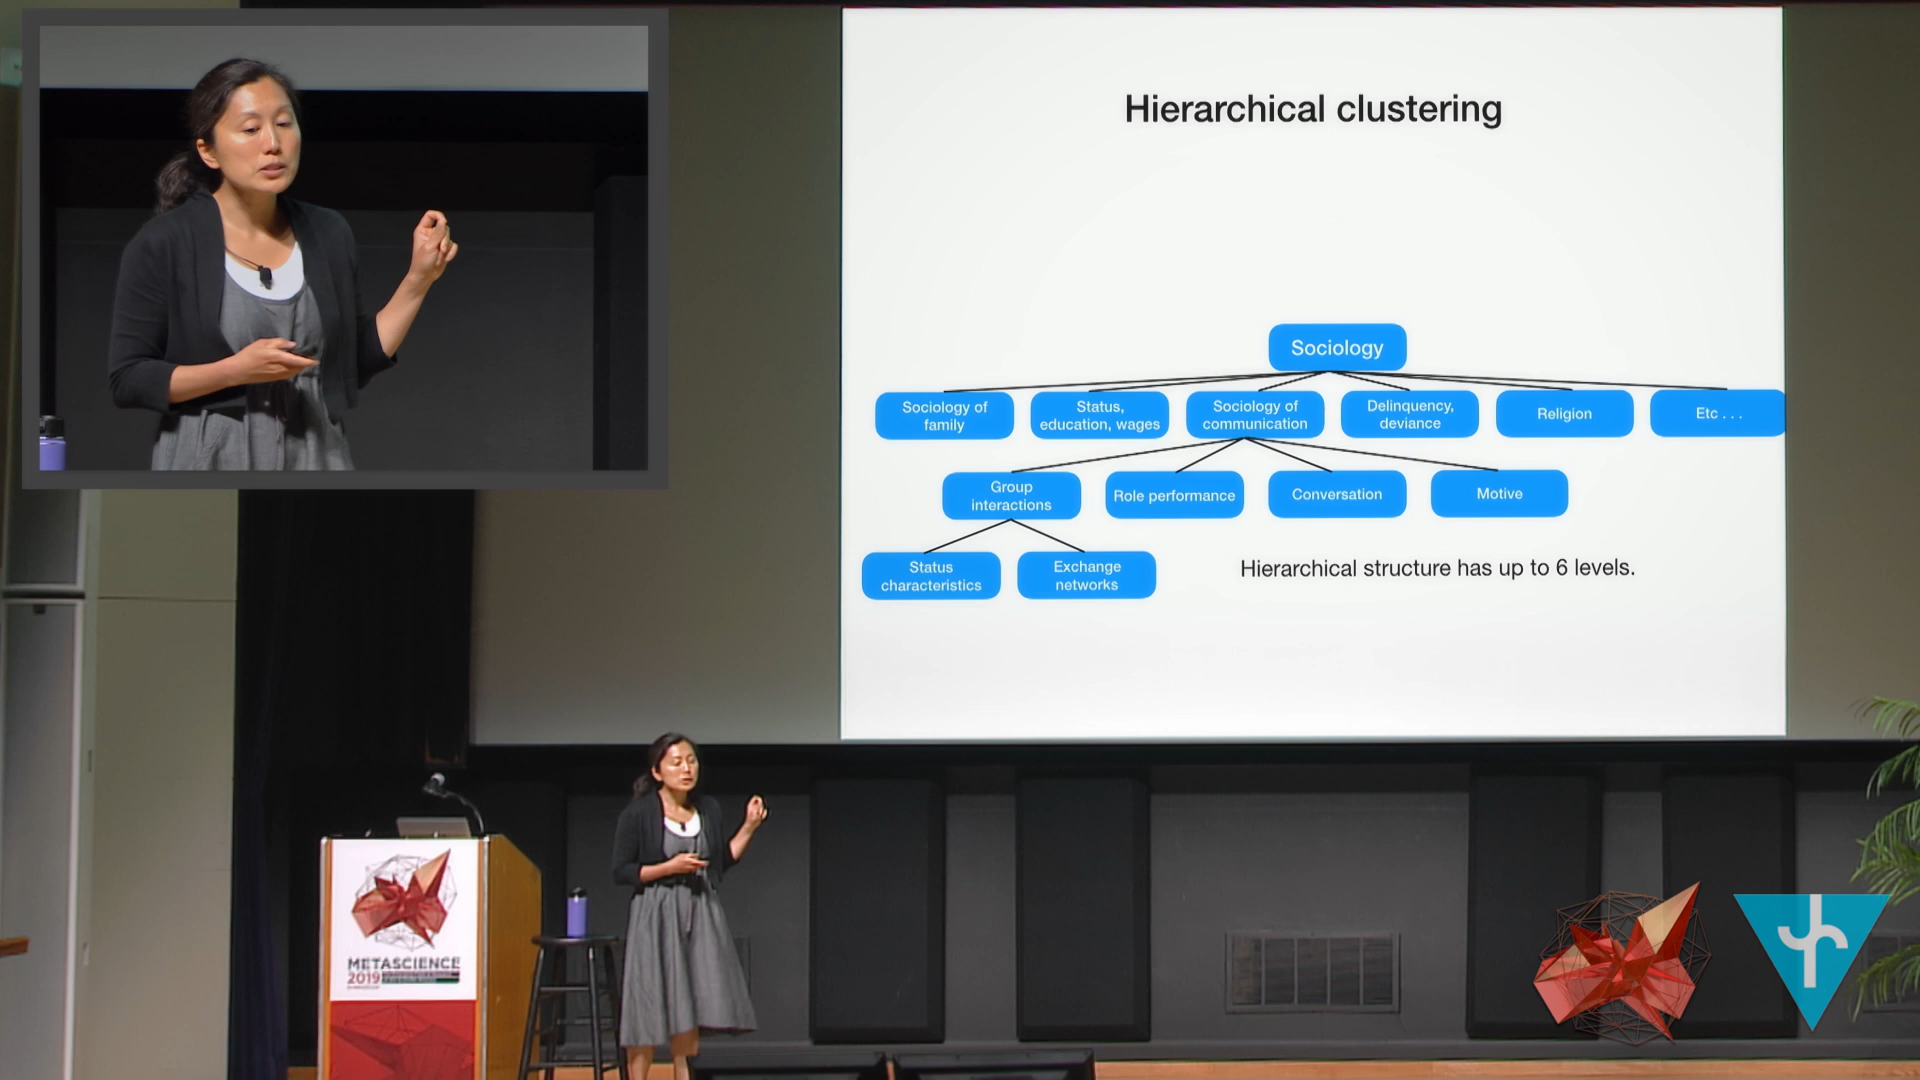 Hierarchical clustering
Sociology
Sociology of
family
Status,
education, wages
Sociology of
communication
Delinquency,
deviance
Religion
Etc . . .
Group
interactions
Role performance
Conversation
Motive
Status
characteristics
Exchange
networks
Hierarchical structure has up to 6 levels.
METASCIENCE
2019